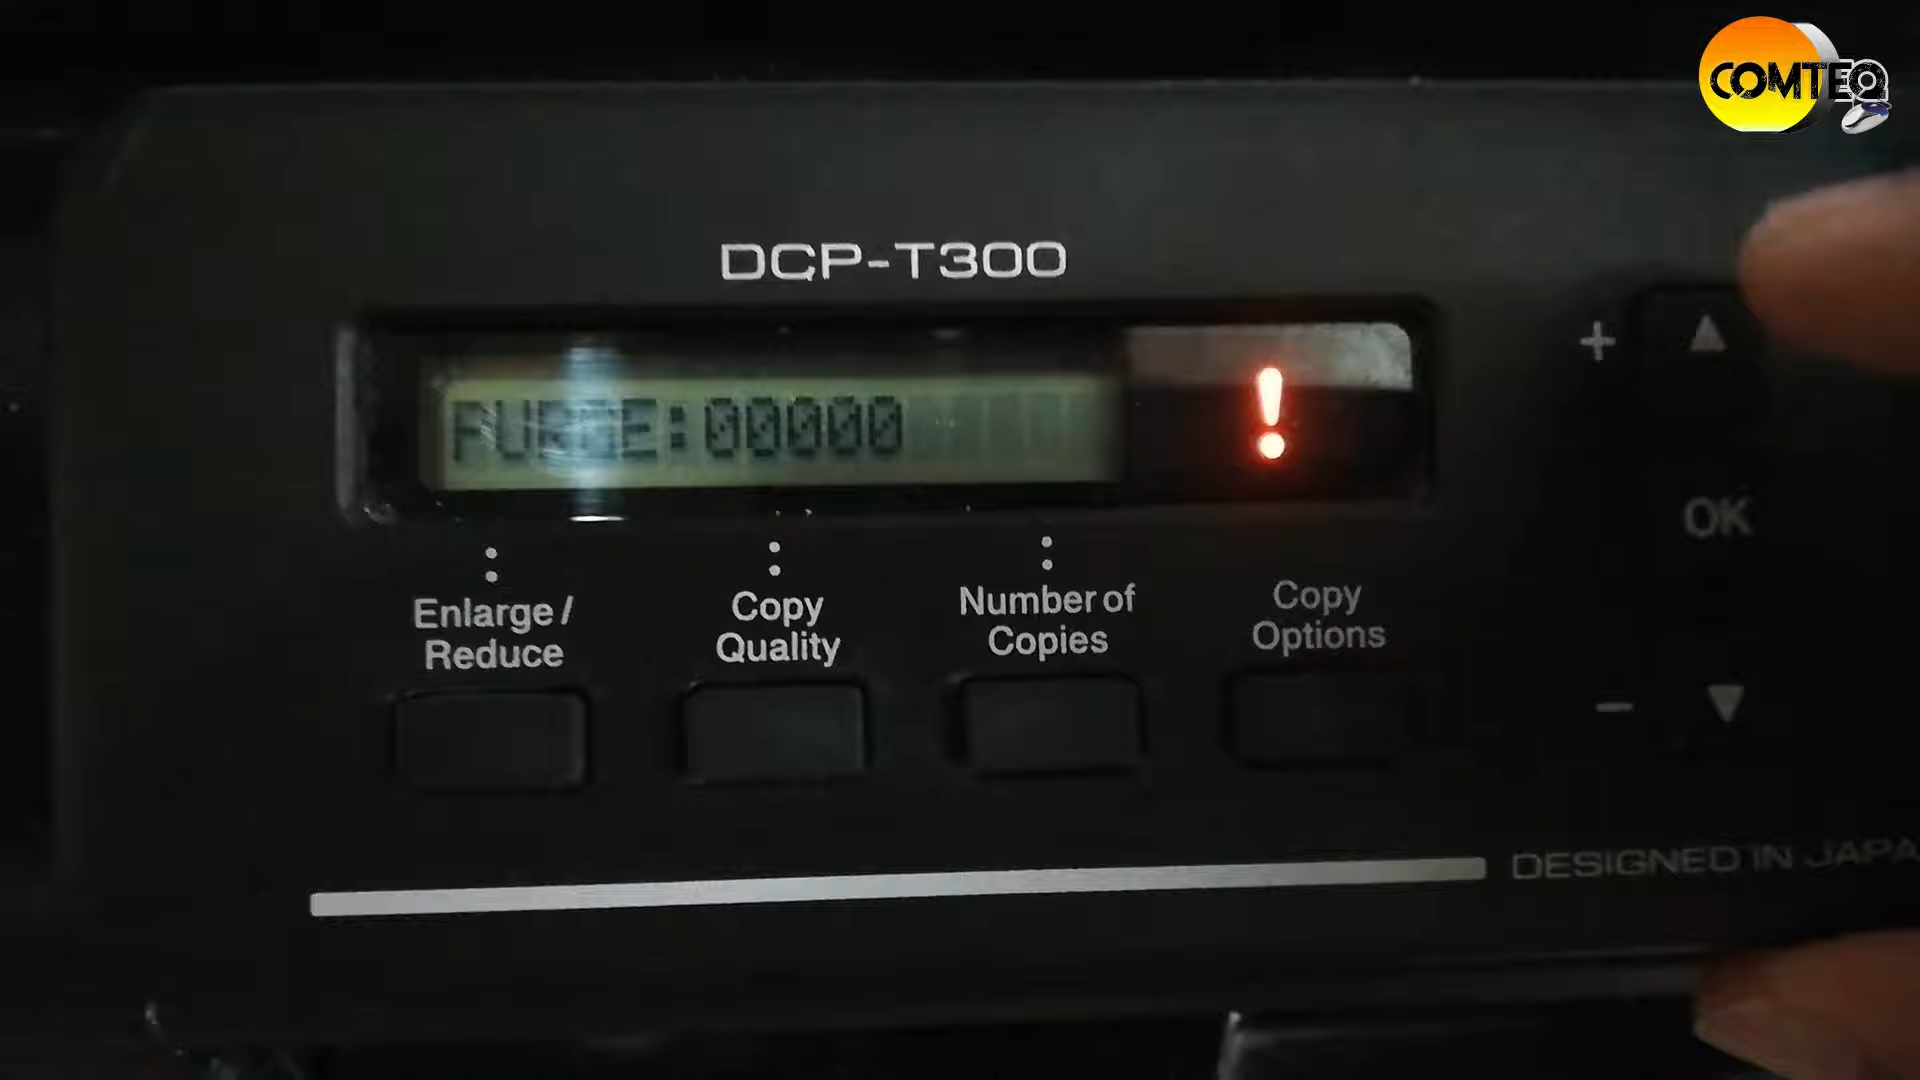 COMTEQ
DCP-T300
PURGE:00000
!
+
OK
Enlarge/
Reduce
Copy
Quality
Number of
Copies
Copy
Options
-
DESIGNED IN JAPA